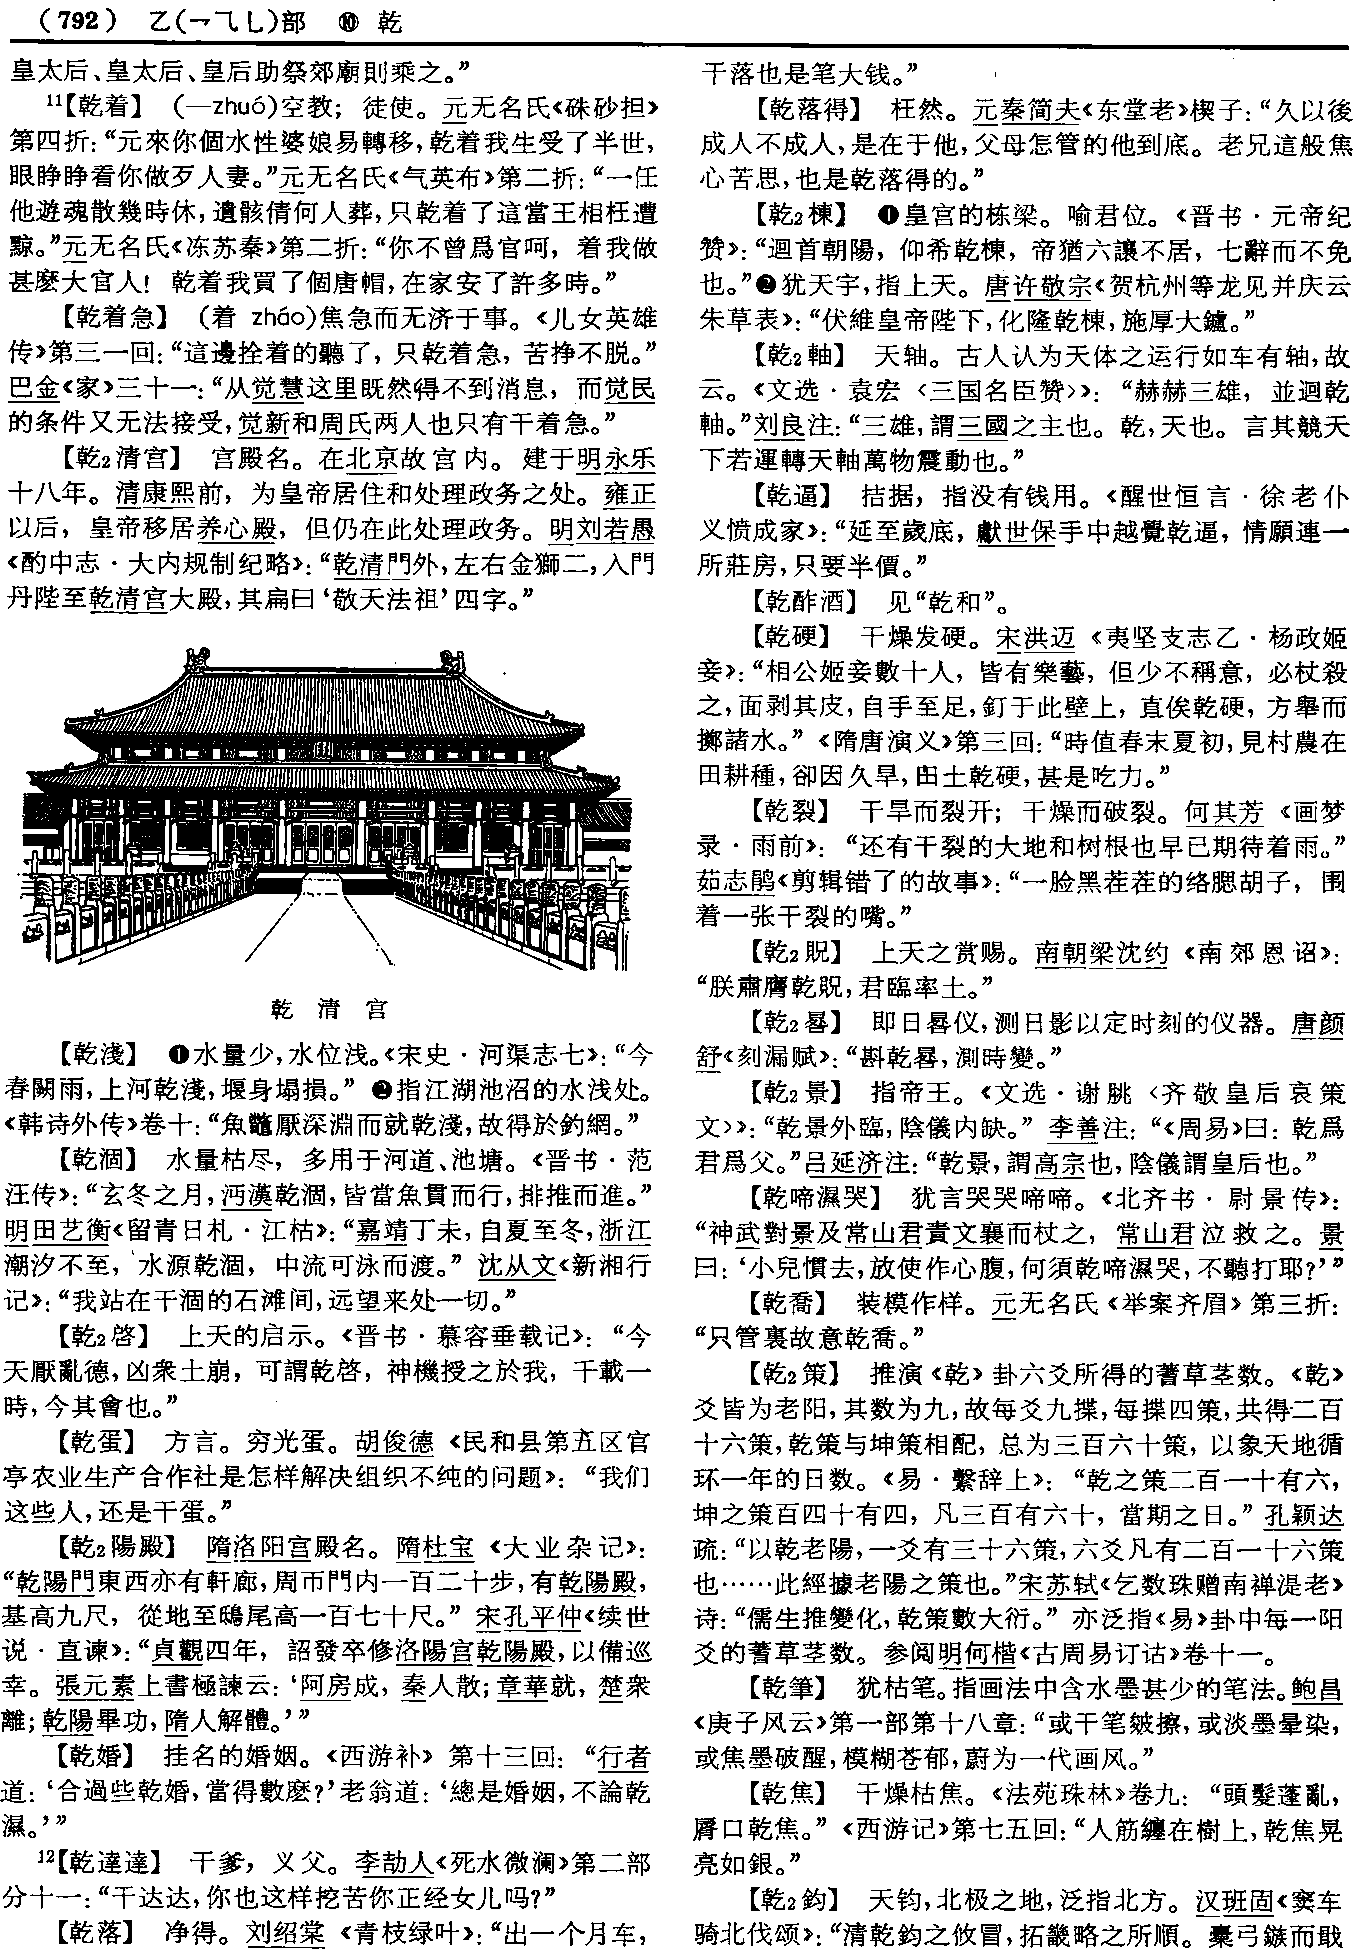 （792） 乙(乛⺄乚)部 ⑩ 乾
皇太后、皇太后、皇后助祭郊廟則乘之。”
11【乾着】 （—zhuó)空教；徒使。元无名氏《硃砂担》
第四折：“元來你個水性婆娘易轉移，乾着我生受了半世，
眼睁睁看你做歹人妻。”元无名氏《气英布》第二折：“一任
他遊魂散幾時休，遺骸倩何人葬，只乾着了這當王相枉遭
黥。”元无名氏《冻苏秦》第二折：“你不曾爲官呵，着我做
甚麽大官人！乾着我買了個唐帽，在家安了許多時。”
【乾着急】 （着 zháo)焦急而无济于事。《儿女英雄
传》第三一回：“這邊拴着的聽了，只乾着急，苦挣不脱。”
巴金《家》三十一：“从觉慧这里既然得不到消息，而觉民
的条件又无法接受，觉新和周氏两人也只有干着急。”
【乾2清宫】 宫殿名。在北京故宫内。建于明永乐
十八年。清康熙前，为皇帝居住和处理政务之处。雍正
以后，皇帝移居养心殿，但仍在此处理政务。明刘若愚
《酌中志·大内规制纪略》：“乾清門外，左右金獅二，入門
丹陛至乾清宫大殿，其扁曰‘敬天法祖’四字。”
乾 清 宫
【乾淺】 ❶水量少，水位浅。《宋史·河渠志七》：“今
春闕雨，上河乾淺，堰身塌損。” ❷指江湖池沼的水浅处。
《韩诗外传》卷十：“魚鼈厭深淵而就乾淺，故得於釣網。”
【乾涸】 水量枯尽，多用于河道、池塘。《晋书·范
汪传》：“玄冬之月，沔漢乾涸，皆當魚貫而行，排推而進。”
明田艺衡《留青日札·江枯》：“嘉靖丁未，自夏至冬，浙江
潮汐不至，水源乾涸，中流可泳而渡。”沈从文《新湘行
记》：“我站在干涸的石滩间，远望来处一切。”
【乾2啓】 上天的启示。《晋书·慕容垂载记》：“今
天厭亂德，凶衆土崩，可謂乾啓，神機授之於我，千載一
時，今其會也。”
【乾蛋】 方言。穷光蛋。胡俊德《民和县第五区官
亭农业生产合作社是怎样解决组织不纯的问题》：“我们
这些人，还是干蛋。”
【乾2陽殿】 隋洛阳宫殿名。隋杜宝《大业杂记》：
“乾陽門東西亦有軒廊，周帀門内一百二十步，有乾陽殿，
基高九尺，從地至鴟尾高一百七十尺。”宋孔平仲《续世
说·直谏》：“貞觀四年，詔發卒修洛陽宫乾陽殿，以備巡
幸。張元素上書極諫云：‘阿房成，秦人散；章華就，楚衆
離；乾陽畢功，隋人解體。’”
【乾婚】 挂名的婚姻。《西游补》第十三回：“行者
道：‘合過些乾婚，當得數麽？’老翁道：‘總是婚姻，不論乾
濕。’”
12【乾達達】 干爹，义父。李劼人《死水微澜》第二部
分十一：“干达达，你也这样挖苦你正经女儿吗？”
【乾落】 净得。刘绍棠《青枝绿叶》：“出一个月车，
干落也是笔大钱。”
【乾落得】 枉然。元秦简夫《东堂老》楔子：“久以後
成人不成人，是在于他，父母怎管的他到底。老兄這般焦
心苦思，也是乾落得的。”
【乾2棟】 ❶皇宫的栋梁。喻君位。《晋书·元帝纪
赞》：“迴首朝陽，仰希乾棟，帝猶六讓不居，七辭而不免
也。”❷犹天宇，指上天。唐许敬宗《贺杭州等龙见并庆云
朱草表》：“伏維皇帝陛下，化隆乾棟，施厚大鑪。”
【乾2軸】 天轴。古人认为天体之运行如车有轴，故
云。《文选·袁宏〈三国名臣赞〉》：“赫赫三雄，並迴乾
軸。”刘良注：“三雄，謂三國之主也。乾，天也。言其競天
下若運轉天軸萬物震動也。”
【乾逼】 拮据，指没有钱用。《醒世恒言·徐老仆
义愤成家》：“延至歲底，獻世保手中越覺乾逼，情願連一
所莊房，只要半價。”
【乾酢酒】 见“乾和”。
【乾硬】 干燥发硬。宋洪迈《夷坚支志乙·杨政姬
妾》：“相公姬妾數十人，皆有樂藝，但少不稱意，必杖殺
之，面剥其皮，自手至足，釘于此壁上，直俟乾硬，方舉而
擲諸水。”《隋唐演义》第三回：“時值春末夏初，見村農在
田耕種，卻因久旱，田土乾硬，甚是吃力。”
【乾裂】 干旱而裂开；干燥而破裂。何其芳《画梦
录·雨前》：“还有干裂的大地和树根也早已期待着雨。”
茹志鹃《剪辑错了的故事》：“一脸黑茬茬的络腮胡子，围
着一张干裂的嘴。”
【乾2貺】 上天之赏赐。南朝梁沈约《南郊恩诏》：
“朕肅膺乾貺，君臨率土。”
【乾2晷】 即日晷仪，测日影以定时刻的仪器。唐颜
舒《刻漏赋》：“斟乾晷，測時變。”
【乾2景】 指帝王。《文选·谢朓〈齐敬皇后哀策
文〉》：“乾景外臨，陰儀内缺。”李善注：“《周易》曰：乾爲
君爲父。”吕延济注：“乾景，謂高宗也，陰儀謂皇后也。”
【乾啼濕哭】 犹言哭哭啼啼。《北齐书·尉景传》：
“神武對景及常山君責文襄而杖之，常山君泣救之。景
曰：‘小兒慣去，放使作心腹，何須乾啼濕哭，不聽打耶？’”
【乾喬】 装模作样。元无名氏《举案齐眉》第三折：
“只管裏故意乾喬。”
【乾2策】 推演《乾》卦六爻所得的蓍草茎数。《乾》
爻皆为老阳，其数为九，故每爻九揲，每揲四策，共得二百
十六策，乾策与坤策相配，总为三百六十策，以象天地循
环一年的日数。《易·繫辞上》：“乾之策二百一十有六，
坤之策百四十有四，凡三百有六十，當期之日。”孔颖达
疏：“以乾老陽，一爻有三十六策，六爻凡有二百一十六策
也……此經據老陽之策也。”宋苏轼《乞数珠赠南禅湜老》
诗：“儒生推變化，乾策數大衍。”亦泛指《易》卦中每一阳
爻的蓍草茎数。参阅明何楷《古周易订诂》卷十一。
【乾筆】 犹枯笔。指画法中含水墨甚少的笔法。鲍昌
《庚子风云》第一部第十八章：“或干笔皴擦，或淡墨晕染，
或焦墨破醒，模糊苍郁，蔚为一代画风。”
【乾焦】 干燥枯焦。《法苑珠林》卷九：“頭髮蓬亂，
脣口乾焦。”《西游记》第七五回：“人筋纏在樹上，乾焦晃
亮如銀。”
【乾2鈞】 天钧，北极之地，泛指北方。汉班固《窦车
骑北伐颂》：“清乾鈞之攸冒，拓畿略之所順。橐弓鏃而戢